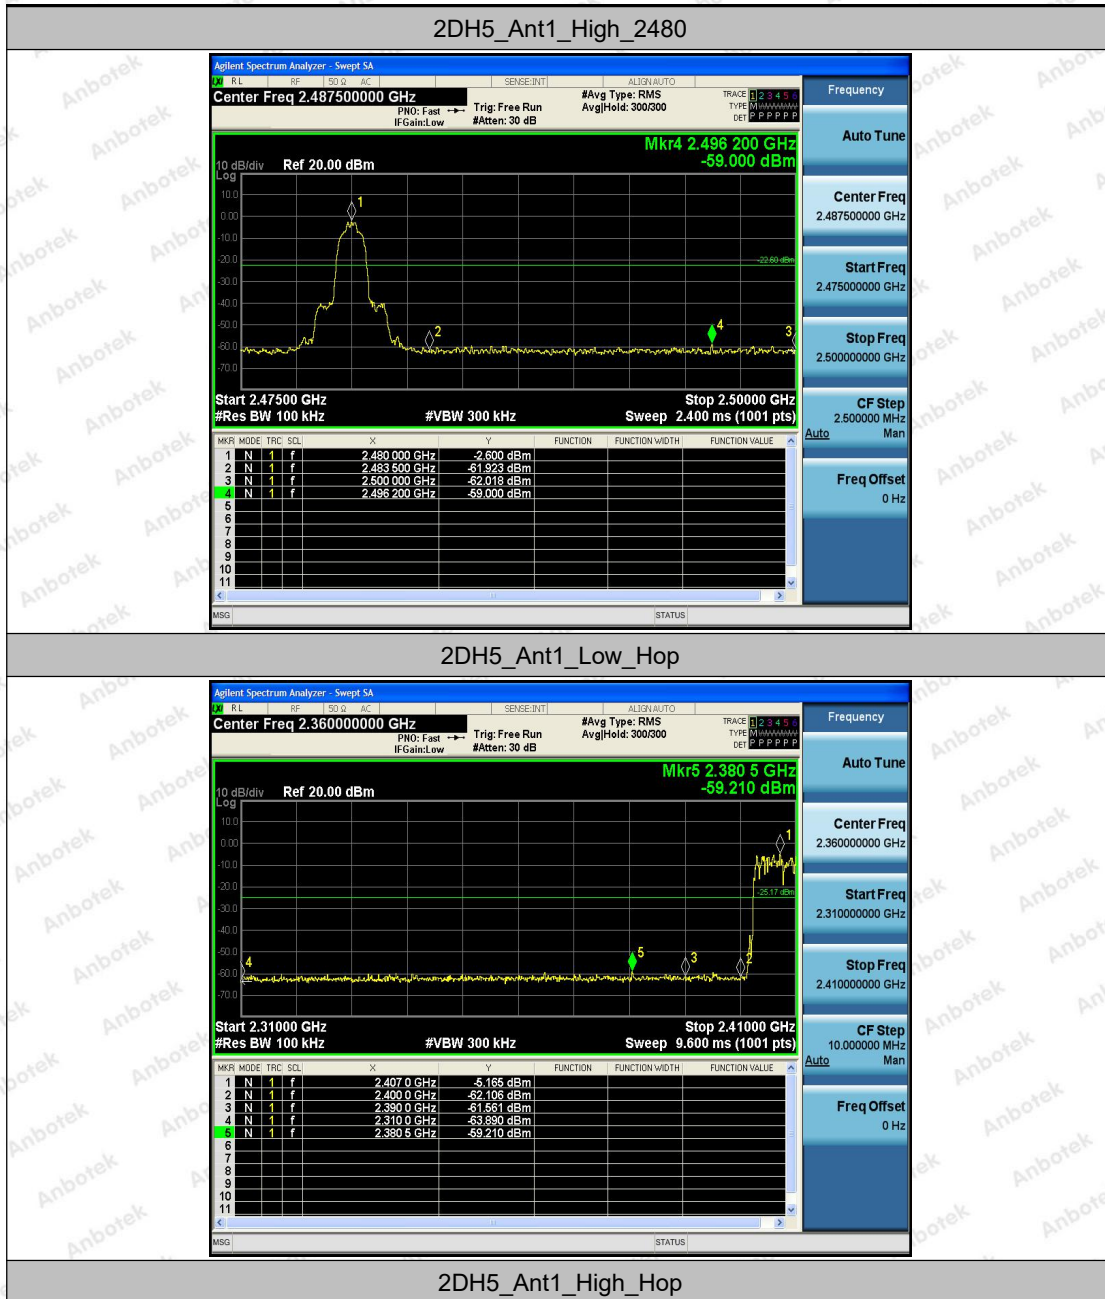 2DH5_Ant1_High_2480
Agilent Spectrum Analyzer - Swept SA
RL RF 50 Ω AC SENSE:INT ALIGNAUTO
Center Freq 2.487500000 GHz
PNO: Fast
IFGain:Low
Trig: Free Run
#Atten: 30 dB
#Avg Type: RMS
Avg|Hold: 300/300
TRACE 1 2 3 4 5 6
TYPE M
DET P P P P P P
Mkr4 2.496 200 GHz
-59.000 dBm
10 dB/div Ref 20.00 dBm
Log
10.0
0.00
-10.0
-20.0
-30.0
-40.0
-50.0
-60.0
-70.0
1
2
3
4
-22.60 dBm
Start 2.47500 GHz Stop 2.50000 GHz
#Res BW 100 kHz #VBW 300 kHz Sweep 2.400 ms (1001 pts)
MKR MODE TRC SCL X Y FUNCTION FUNCTION WIDTH FUNCTION VALUE
1 N 1 f 2.480 000 GHz -2.600 dBm
2 N 1 f 2.483 500 GHz -61.923 dBm
3 N 1 f 2.500 000 GHz -62.018 dBm
4 N 1 f 2.496 200 GHz -59.000 dBm
5
6
7
8
9
10
11
MSG STATUS
Frequency
Auto Tune
Center Freq
2.487500000 GHz
Start Freq
2.475000000 GHz
Stop Freq
2.500000000 GHz
CF Step
2.500000 MHz
Auto Man
Freq Offset
0 Hz
2DH5_Ant1_Low_Hop
Agilent Spectrum Analyzer - Swept SA
RL RF 50 Ω AC SENSE:INT ALIGNAUTO
Center Freq 2.360000000 GHz
PNO: Fast
IFGain:Low
Trig: Free Run
#Atten: 30 dB
#Avg Type: RMS
Avg|Hold: 300/300
TRACE 1 2 3 4 5 6
TYPE M
DET P P P P P P
Mkr5 2.380 5 GHz
-59.210 dBm
10 dB/div Ref 20.00 dBm
Log
10.0
0.00
-10.0
-20.0
-30.0
-40.0
-50.0
-60.0
-70.0
1
2
3
4
5
-25.17 dBm
Start 2.31000 GHz Stop 2.41000 GHz
#Res BW 100 kHz #VBW 300 kHz Sweep 9.600 ms (1001 pts)
MKR MODE TRC SCL X Y FUNCTION FUNCTION WIDTH FUNCTION VALUE
1 N 1 f 2.407 0 GHz -5.165 dBm
2 N 1 f 2.400 0 GHz -62.106 dBm
3 N 1 f 2.390 0 GHz -61.561 dBm
4 N 1 f 2.310 0 GHz -63.890 dBm
5 N 1 f 2.380 5 GHz -59.210 dBm
6
7
8
9
10
11
MSG STATUS
Frequency
Auto Tune
Center Freq
2.360000000 GHz
Start Freq
2.310000000 GHz
Stop Freq
2.410000000 GHz
CF Step
10.000000 MHz
Auto Man
Freq Offset
0 Hz
2DH5_Ant1_High_Hop